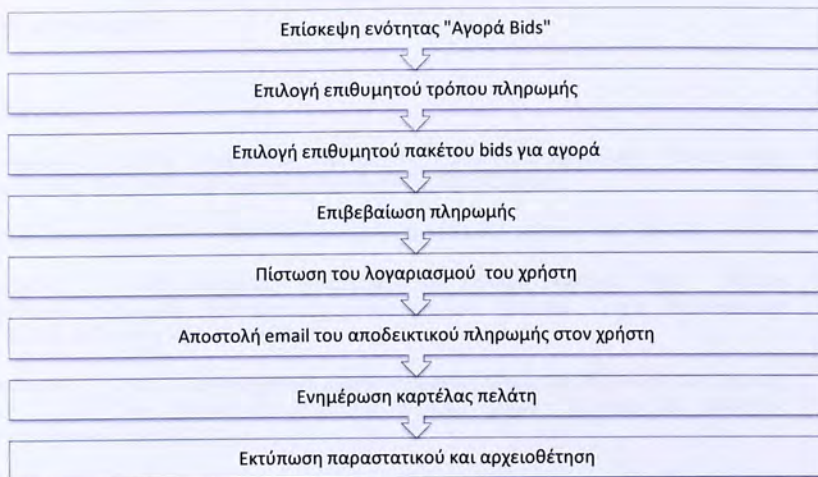 Επίσκεψη ενότητας "Αγορά Bids"
Επιλογή επιθυμητού τρόπου πληρωμής
Επιλογή επιθυμητού πακέτου bids για αγορά
Επιβεβαίωση πληρωμής
Πίστωση του λογαριασμού του χρήστη
Αποστολή email του αποδεικτικού πληρωμής στον χρήστη
Ενημέρωση καρτέλας πελάτη
Εκτύπωση παραστατικού και αρχειοθέτηση